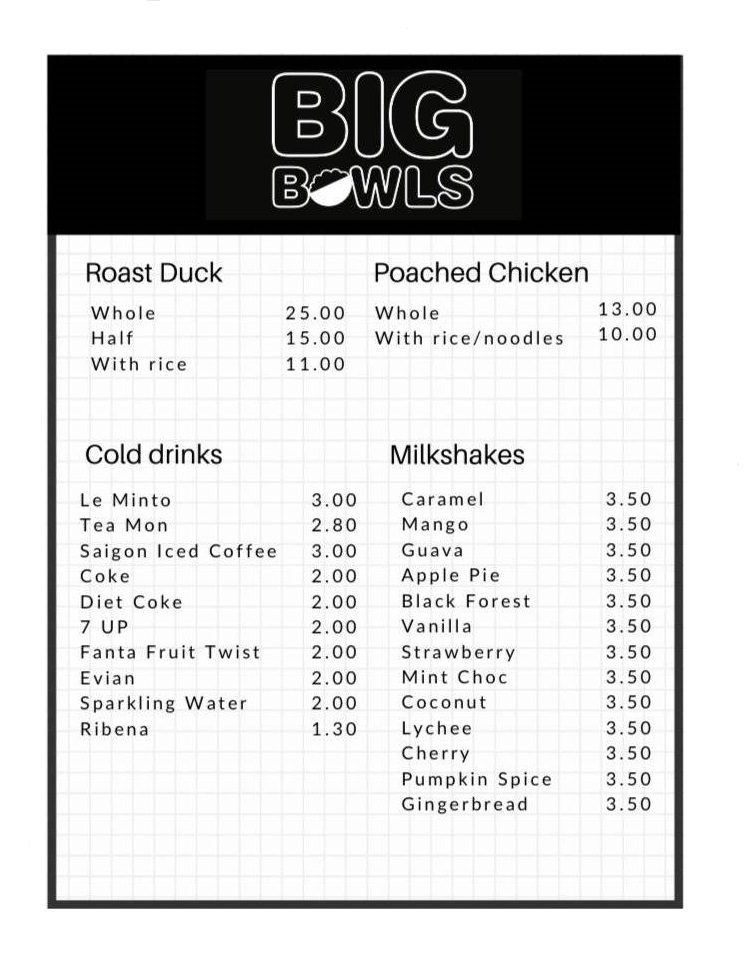 BIG
BOWLS
Roast Duck
Whole 25.00
Half 15.00
With rice 11.00
Poached Chicken
Whole 13.00
With rice/noodles 10.00
Cold drinks
Le Minto 3.00
Tea Mon 2.80
Saigon Iced Coffee 3.00
Coke 2.00
Diet Coke 2.00
7 UP 2.00
Fanta Fruit Twist 2.00
Evian 2.00
Sparkling Water 2.00
Ribena 1.30
Milkshakes
Caramel 3.50
Mango 3.50
Guava 3.50
Apple Pie 3.50
Black Forest 3.50
Vanilla 3.50
Strawberry 3.50
Mint Choc 3.50
Coconut 3.50
Lychee 3.50
Cherry 3.50
Pumpkin Spice 3.50
Gingerbread 3.50